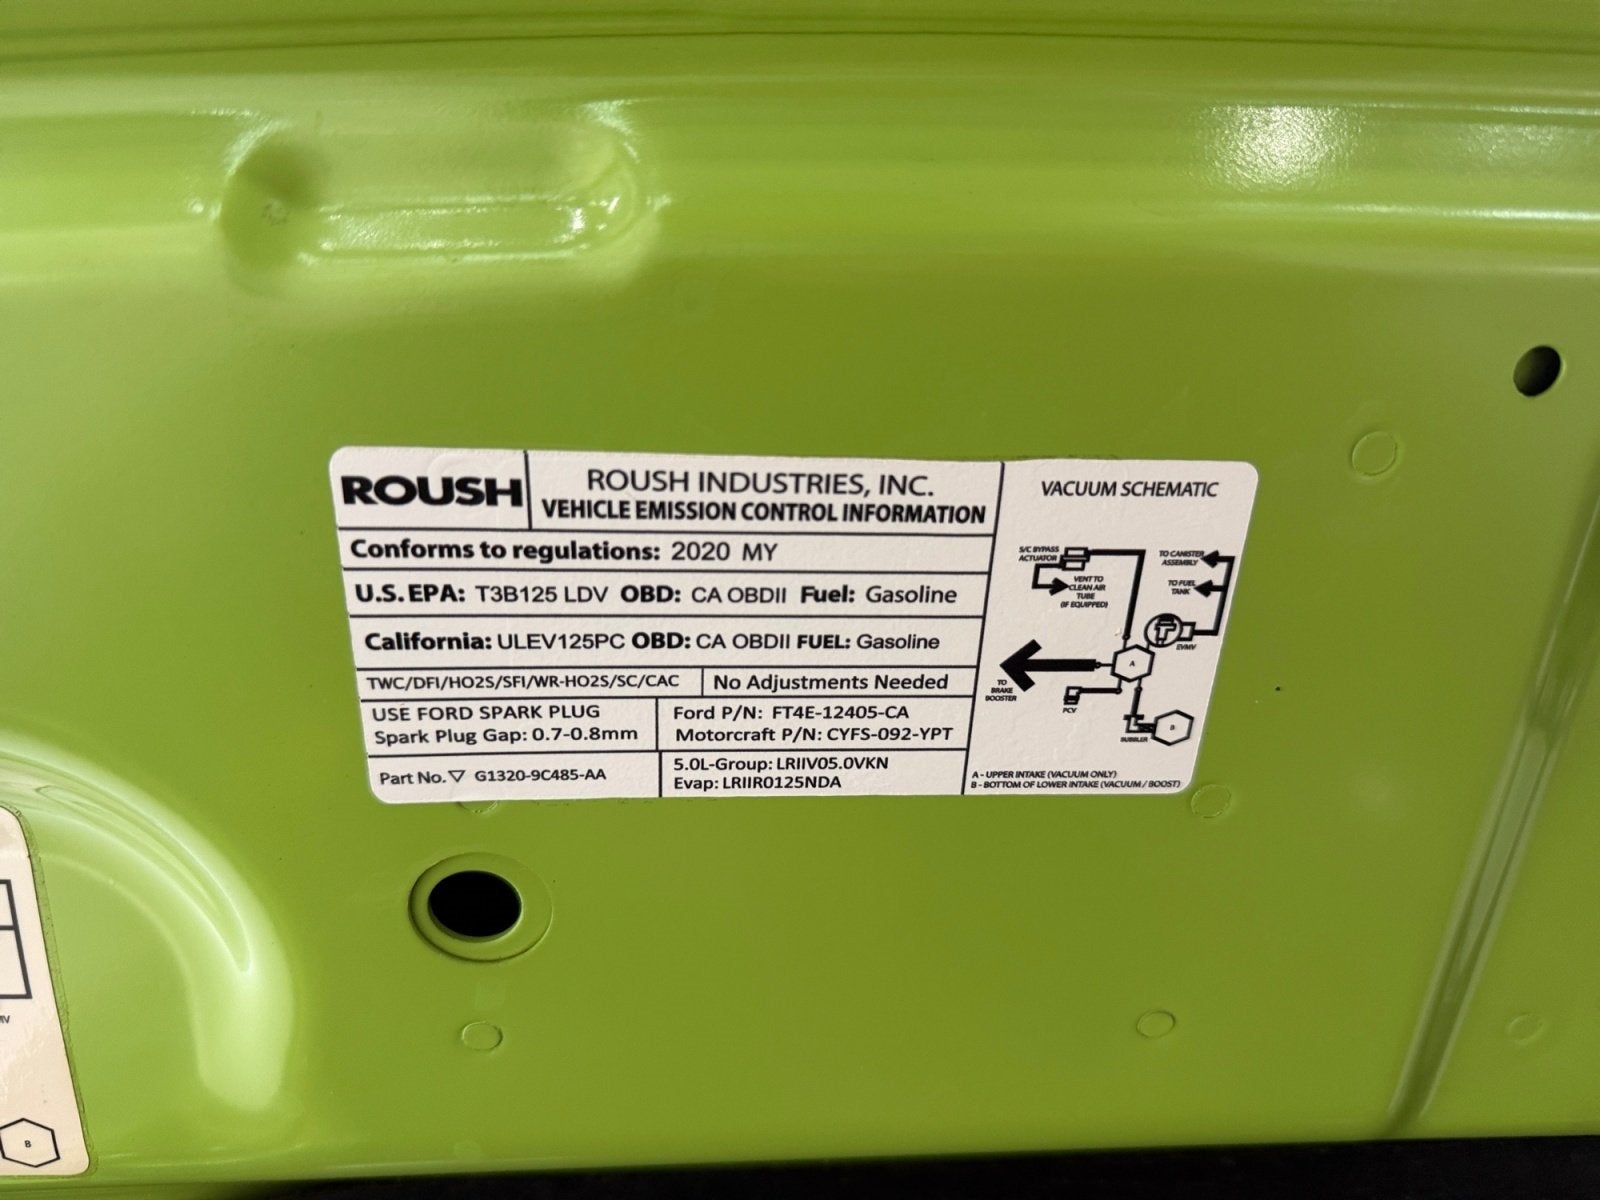 ROUSH
ROUSH INDUSTRIES, INC.
VEHICLE EMISSION CONTROL INFORMATION
Conforms to regulations: 2020 MY
U.S. EPA: T3B125 LDV OBD: CA OBDII Fuel: Gasoline
California: ULEV125PC OBD: CA OBDII FUEL: Gasoline
TWC/DFI/HO2S/SFI/WR-HO2S/SC/CAC
No Adjustments Needed
USE FORD SPARK PLUG
Spark Plug Gap: 0.7-0.8mm
Ford P/N: FT4E-12405-CA
Motorcraft P/N: CYFS-092-YPT
Part No. ▽ G1320-9C485-AA
5.0L-Group: LRIIV05.0VKN
Evap: LRIIR0125NDA
VACUUM SCHEMATIC
S/C BYPASS
ACTUATOR
VENT TO
CLEAN AIR
TUBE
(IF EQUIPPED)
TO CANISTER
ASSEMBLY
TO FUEL
TANK
EVMV
A
TO
BRAKE
BOOSTER
PCV
BUBBLER
B
A - UPPER INTAKE (VACUUM ONLY)
B - BOTTOM OF LOWER INTAKE (VACUUM / BOOST)
B